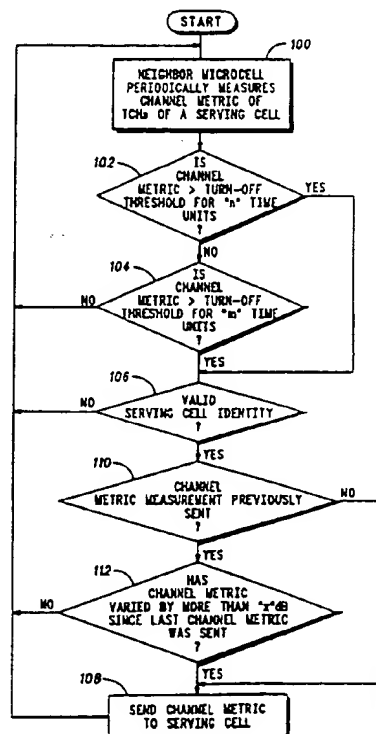 START
100
NEIGHBOR MICROCELL
PERIODICALLY MEASURES
CHANNEL METRIC OF
TCHs OF A SERVING CELL
102
IS
CHANNEL
METRIC > TURN-OFF
THRESHOLD FOR "n" TIME
UNITS
?
YES
NO
104
IS
CHANNEL
METRIC > TURN-OFF
THRESHOLD FOR "m" TIME
UNITS
?
NO
YES
106
VALID
SERVING CELL IDENTITY
?
NO
YES
110
CHANNEL
METRIC MEASUREMENT PREVIOUSLY
SENT
?
NO
YES
112
HAS
CHANNEL METRIC
VARIED BY MORE THAN "x"dB
SINCE LAST CHANNEL METRIC
WAS SENT
?
NO
YES
108
SEND CHANNEL METRIC
TO SERVING CELL